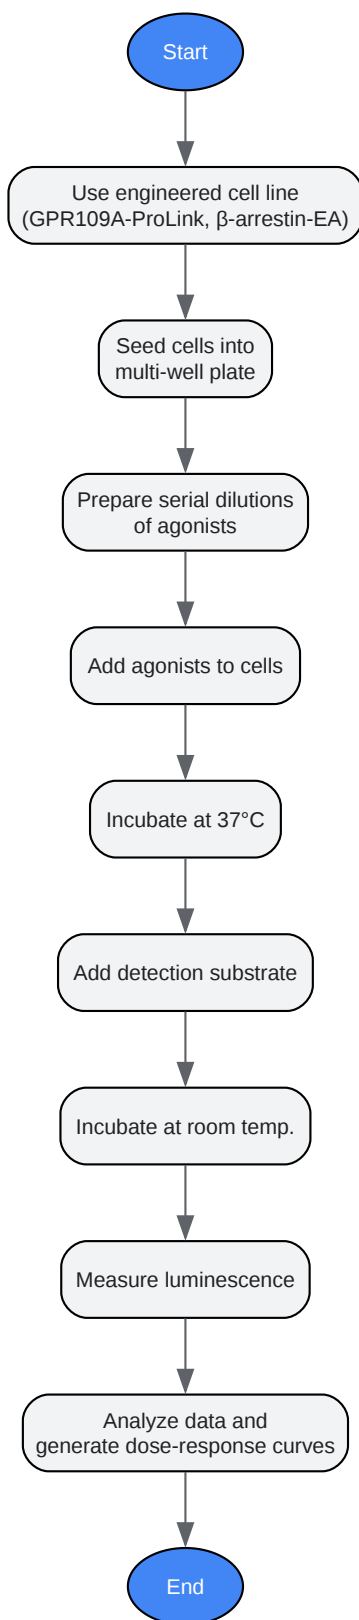 Start
Use engineered cell line
(GPR109A-ProLink, β-arrestin-EA)
Seed cells into
multi-well plate
Prepare serial dilutions
of agonists
Add agonists to cells
Incubate at 37°C
Add detection substrate
Incubate at room temp.
Measure luminescence
Analyze data and
generate dose-response curves
End